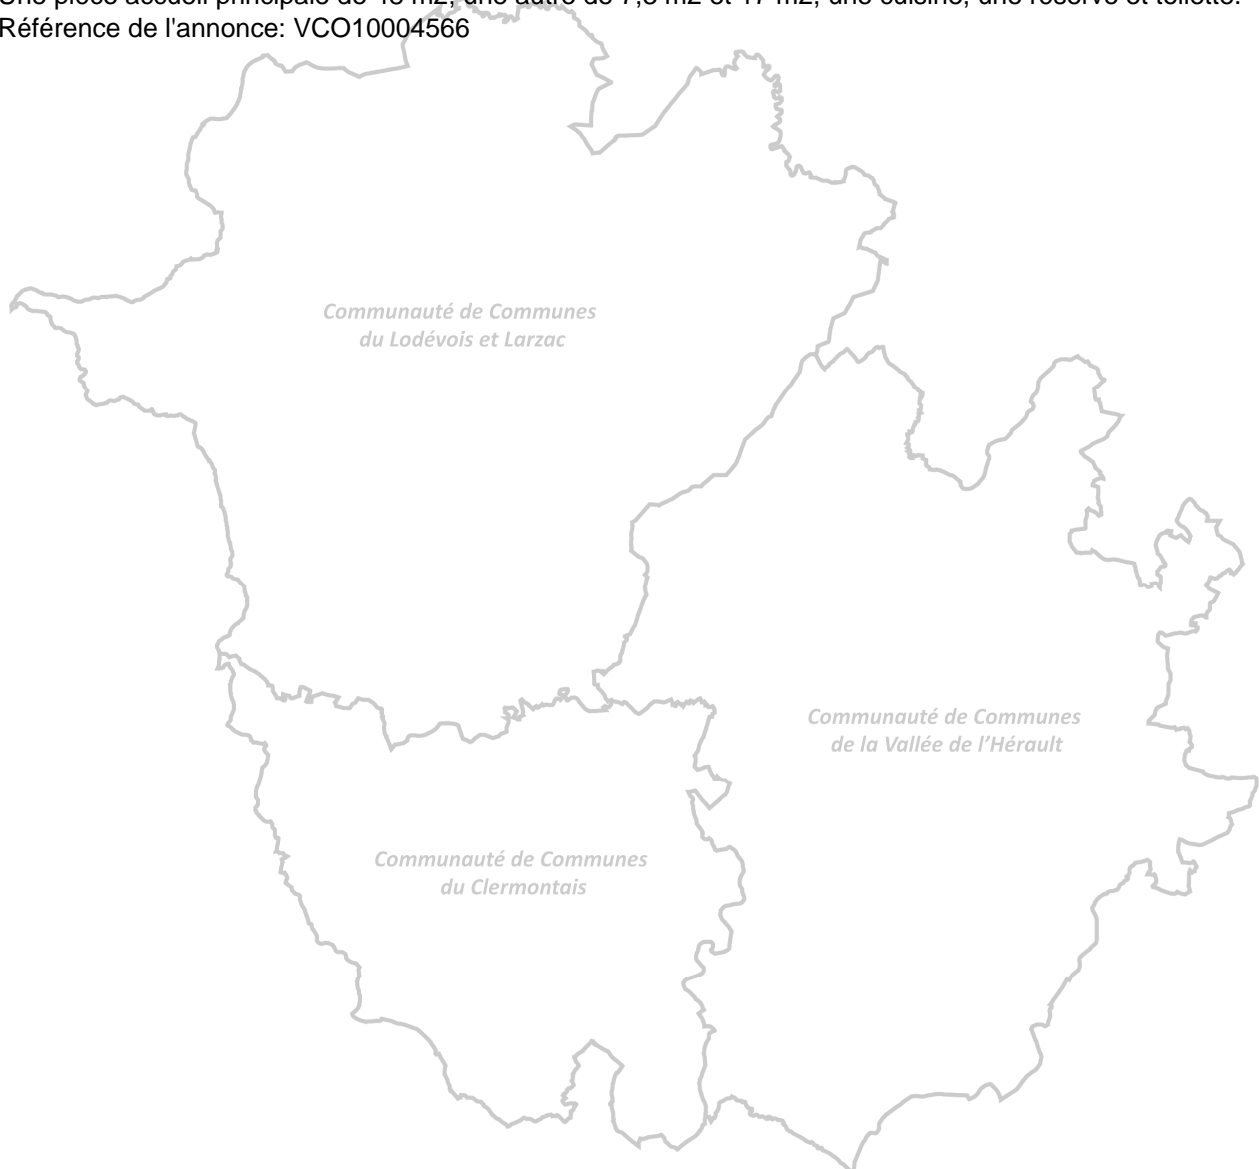 Une pièce accueil principale de 48 m2, une autre de 7,8 m2 et 17 m2, une cuisine, une réserve et toilette.
Référence de l'annonce: VCO10004566
Communauté de Communes
du Lodévois et Larzac
Communauté de Communes
de la Vallée de l’Hérault
Communauté de Communes
du Clermontais